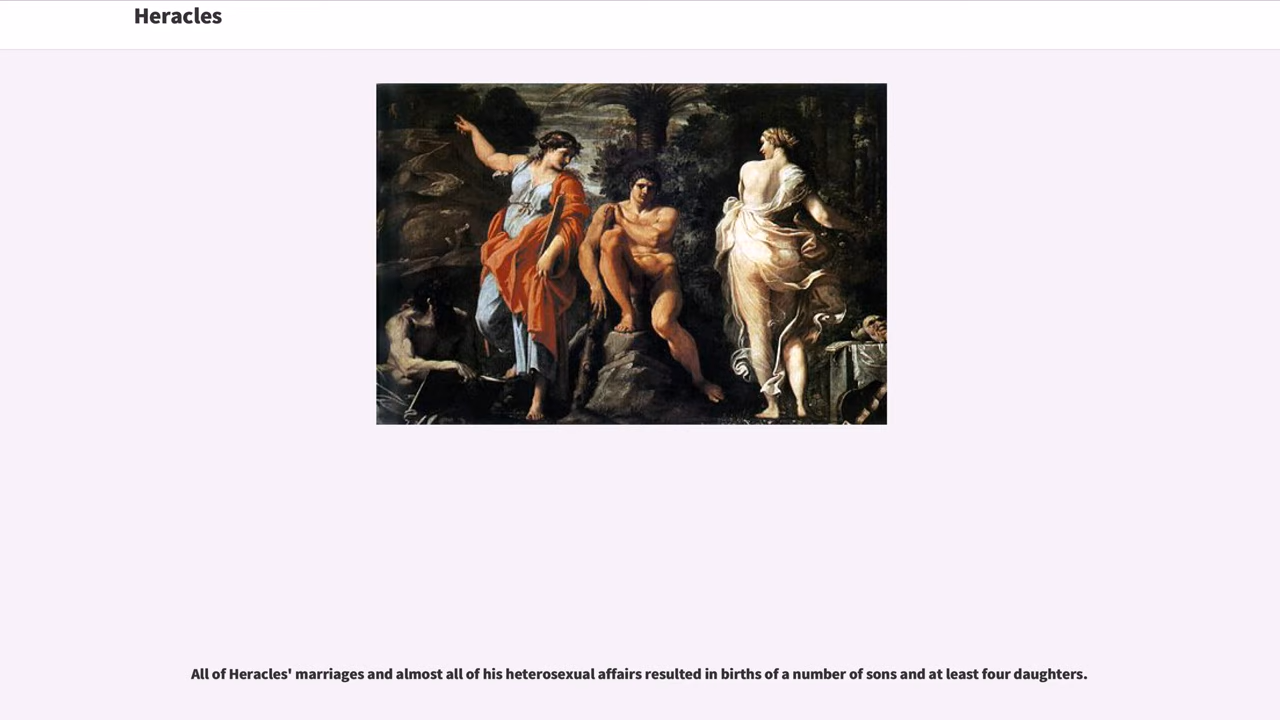 Heracles
All of Heracles' marriages and almost all of his heterosexual affairs resulted in births of a number of sons and at least four daughters.